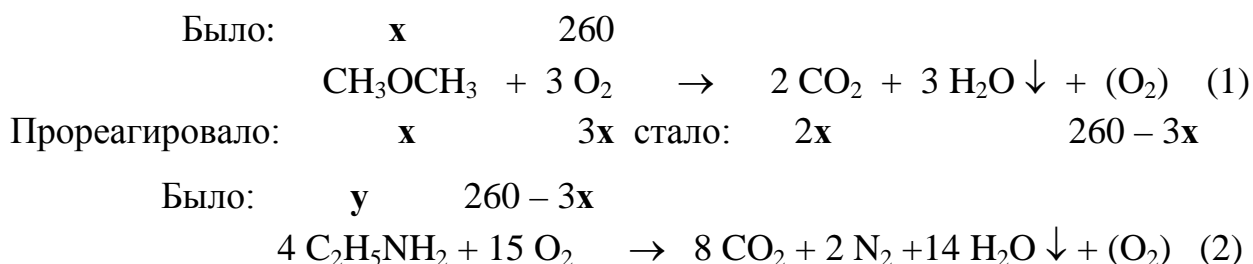 Было: x 260
CH₃OCH₃ + 3 O₂ → 2 CO₂ + 3 H₂O ↓ + (O₂) (1)
Прореагировало: x 3x стало: 2x 260 – 3x
Было: y 260 – 3x
4 C₂H₅NH₂ + 15 O₂ → 8 CO₂ + 2 N₂ +14 H₂O ↓ + (O₂) (2)